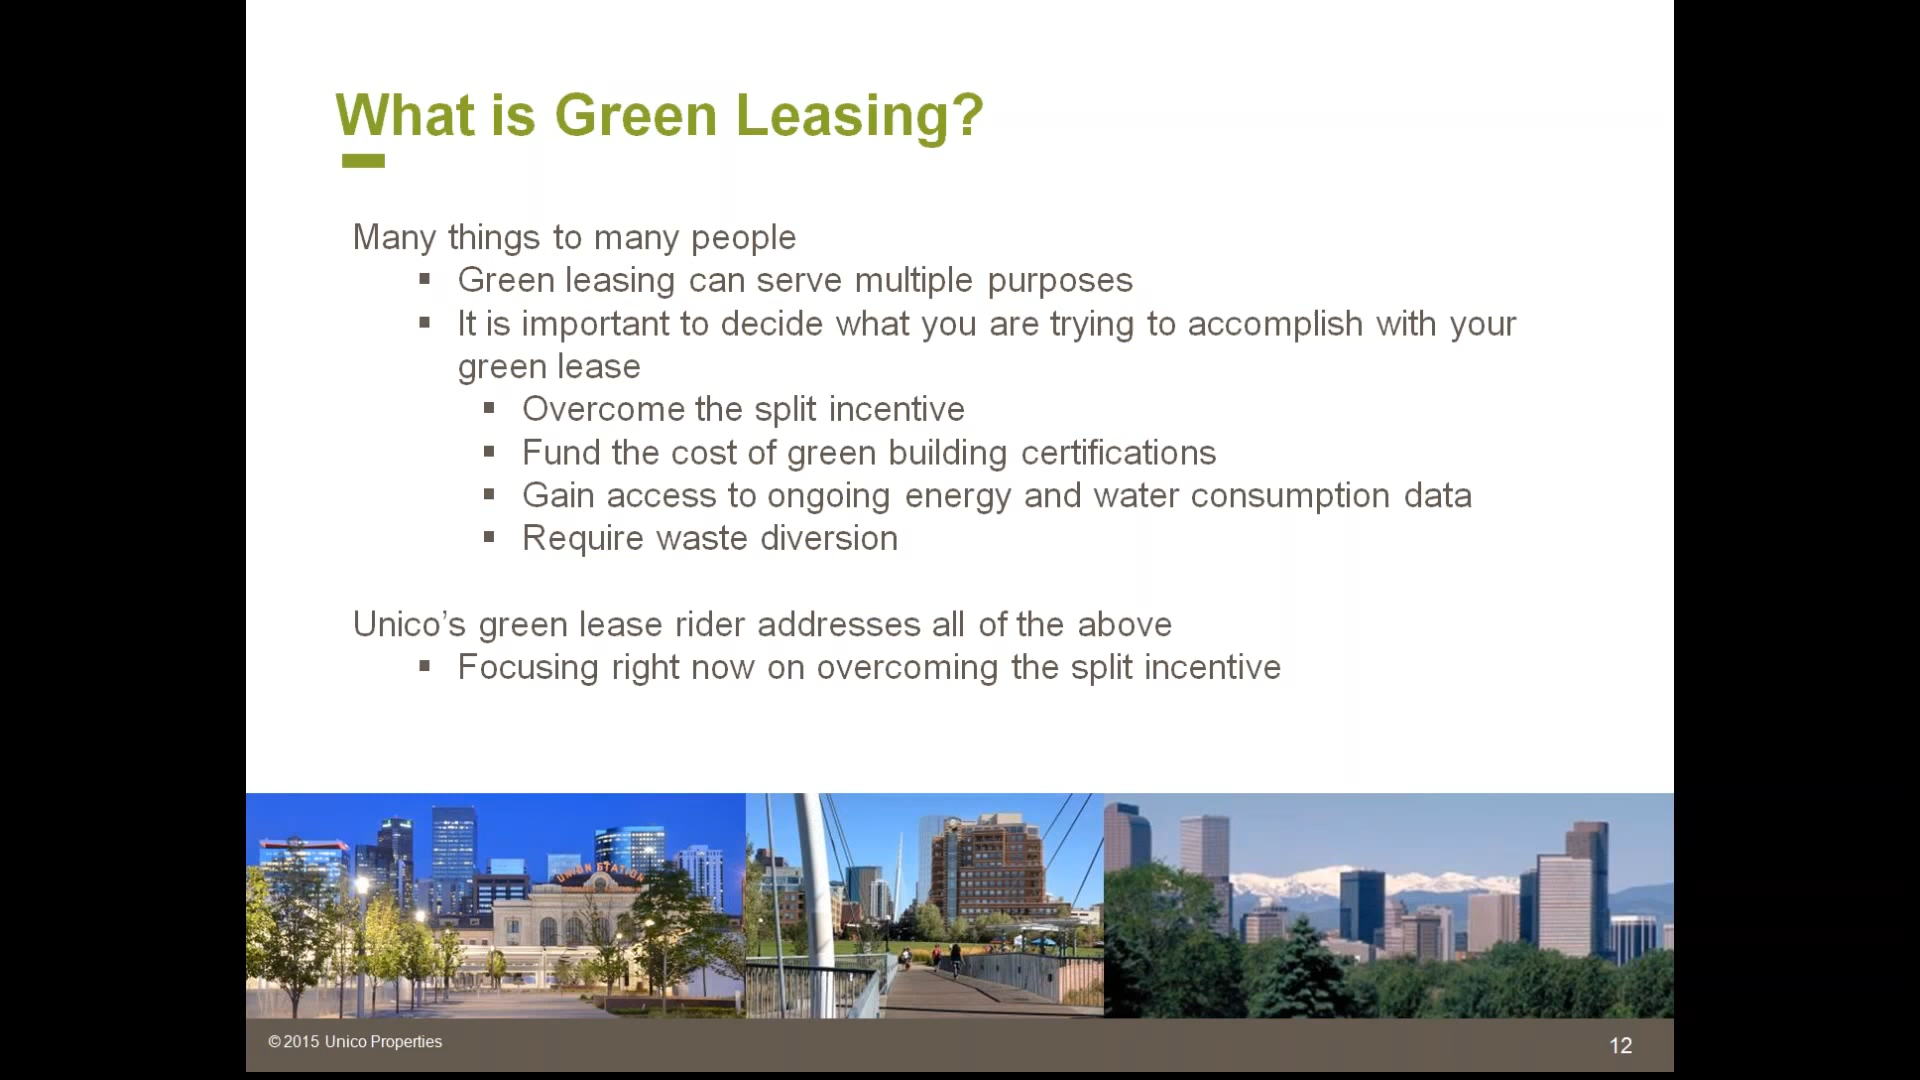 What is Green Leasing?
Many things to many people
▪ Green leasing can serve multiple purposes
▪ It is important to decide what you are trying to accomplish with your
green lease
▪ Overcome the split incentive
▪ Fund the cost of green building certifications
▪ Gain access to ongoing energy and water consumption data
▪ Require waste diversion
Unico’s green lease rider addresses all of the above
▪ Focusing right now on overcoming the split incentive
UNION STATION
© 2015 Unico Properties
12